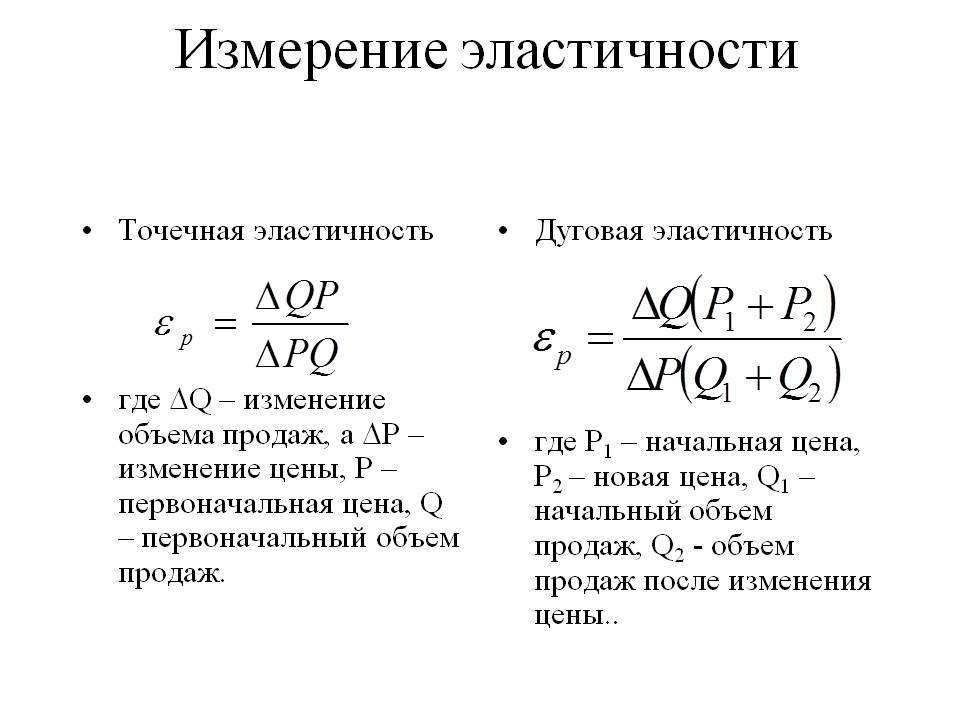 Измерение эластичности
• Точечная эластичность
ε p = ΔQP / ΔPQ
• где ΔQ – изменение
объема продаж, а ΔP –
изменение цены, P –
первоначальная цена, Q
– первоначальный объем
продаж.
• Дуговая эластичность
ε p = ΔQ(P₁ + P₂) / ΔP(Q₁ + Q₂)
• где P₁ – начальная цена,
P₂ – новая цена, Q₁ –
начальный объем
продаж, Q₂ - объем
продаж после изменения
цены..